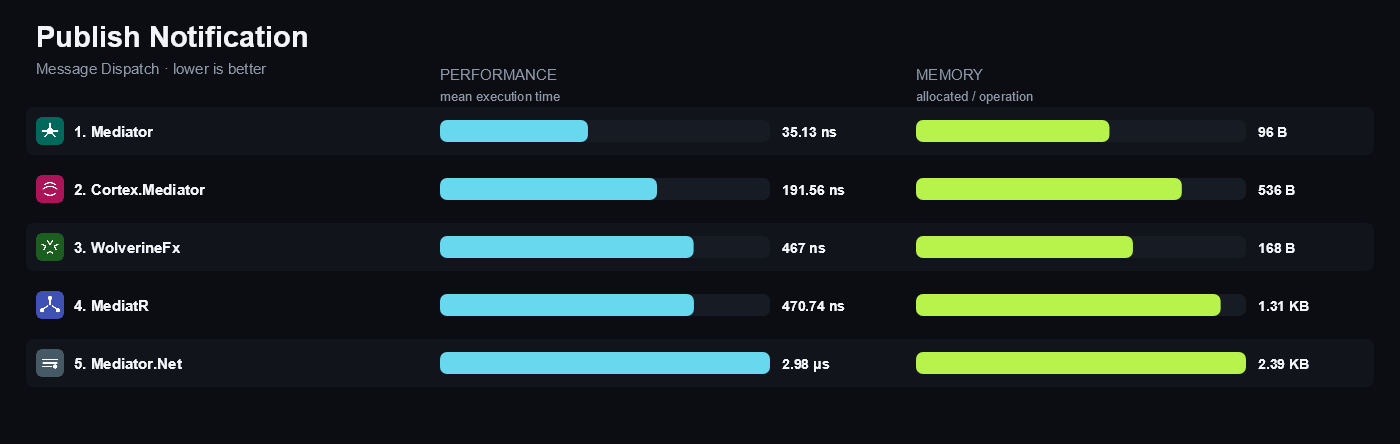 Publish Notification
Message Dispatch · lower is better
PERFORMANCE
mean execution time
MEMORY
allocated / operation
1. Mediator 35.13 ns 96 B
2. Cortex.Mediator 191.56 ns 536 B
3. WolverineFx 467 ns 168 B
4. MediatR 470.74 ns 1.31 KB
5. Mediator.Net 2.98 µs 2.39 KB